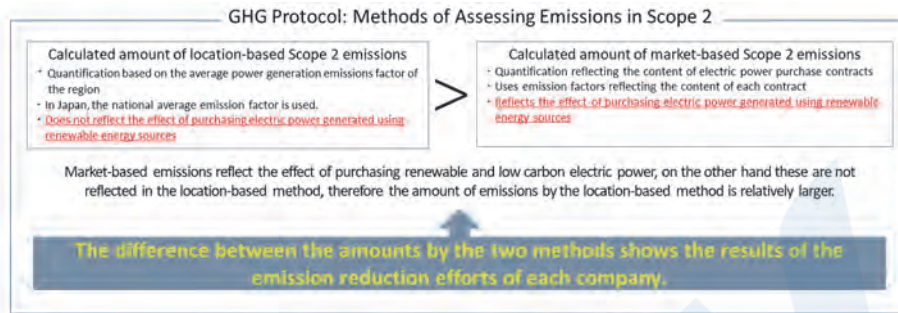 GHG Protocol: Methods of Assessing Emissions in Scope 2
Calculated amount of location-based Scope 2 emissions
・ Quantification based on the average power generation emissions factor of
the region
・ In Japan, the national average emission factor is used.
・ Does not reflect the effect of purchasing electric power generated using
renewable energy sources
>
Calculated amount of market-based Scope 2 emissions
・ Quantification reflecting the content of electric power purchase contracts
・ Uses emission factors reflecting the content of each contract
・ Reflects the effect of purchasing electric power generated using renewable
energy sources
Market-based emissions reflect the effect of purchasing renewable and low carbon electric power, on the other hand these are not
reflected in the location-based method, therefore the amount of emissions by the location-based method is relatively larger.
The difference between the amounts by the two methods shows the results of the
emission reduction efforts of each company.